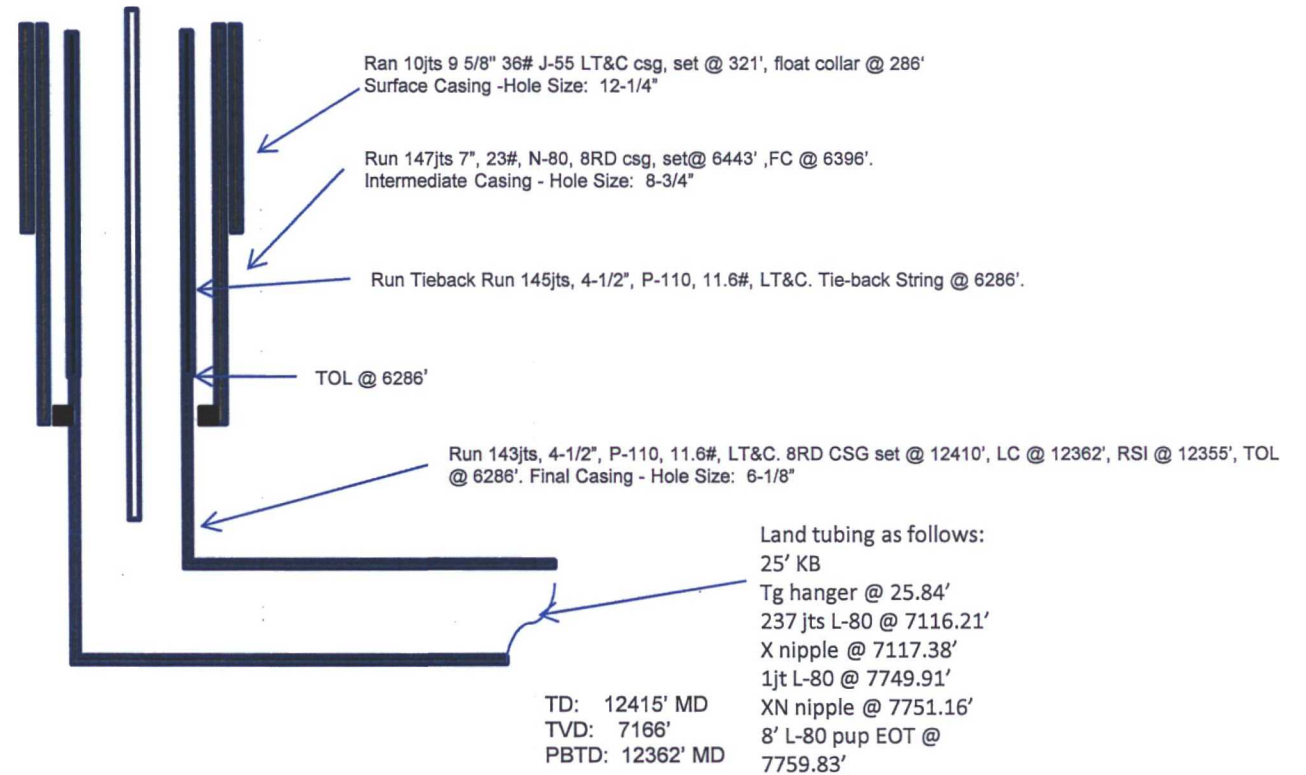 Ran 10jts 9 5/8" 36# J-55 LT&C csg, set @ 321', float collar @ 286'
Surface Casing -Hole Size: 12-1/4"
Run 147jts 7", 23#, N-80, 8RD csg, set@ 6443' ,FC @ 6396'.
Intermediate Casing - Hole Size: 8-3/4"
Run Tieback Run 145jts, 4-1/2", P-110, 11.6#, LT&C. Tie-back String @ 6286'.
TOL @ 6286'
Run 143jts, 4-1/2", P-110, 11.6#, LT&C. 8RD CSG set @ 12410', LC @ 12362', RSI @ 12355', TOL
@ 6286'. Final Casing - Hole Size: 6-1/8"
Land tubing as follows:
25' KB
Tg hanger @ 25.84'
237 jts L-80 @ 7116.21'
X nipple @ 7117.38'
1jt L-80 @ 7749.91'
XN nipple @ 7751.16'
8' L-80 pup EOT @
7759.83'
TD: 12415' MD
TVD: 7166'
PBTD: 12362' MD